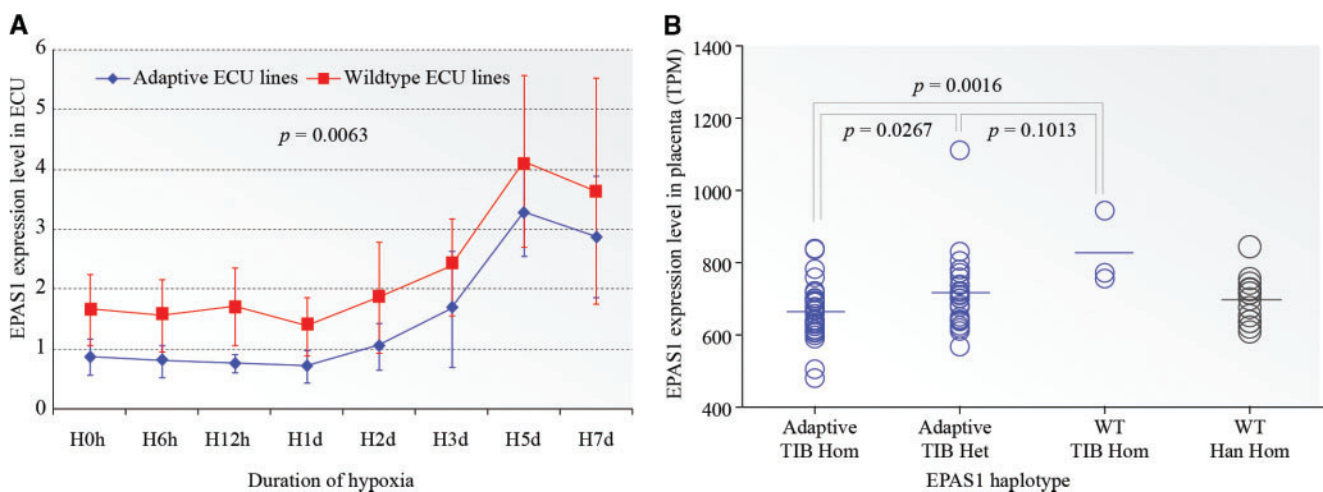 A
EPAS1 expression level in ECU
6
5
4
3
2
1
0
Adaptive ECU lines
Wildtype ECU lines
p = 0.0063
H0h H6h H12h H1d H2d H3d H5d H7d
Duration of hypoxia
B
EPAS1 expression level in placenta (TPM)
1400
1200
1000
800
600
400
p = 0.0016
p = 0.0267
p = 0.1013
Adaptive
TIB Hom
Adaptive
TIB Het
WT
TIB Hom
WT
Han Hom
EPAS1 haplotype